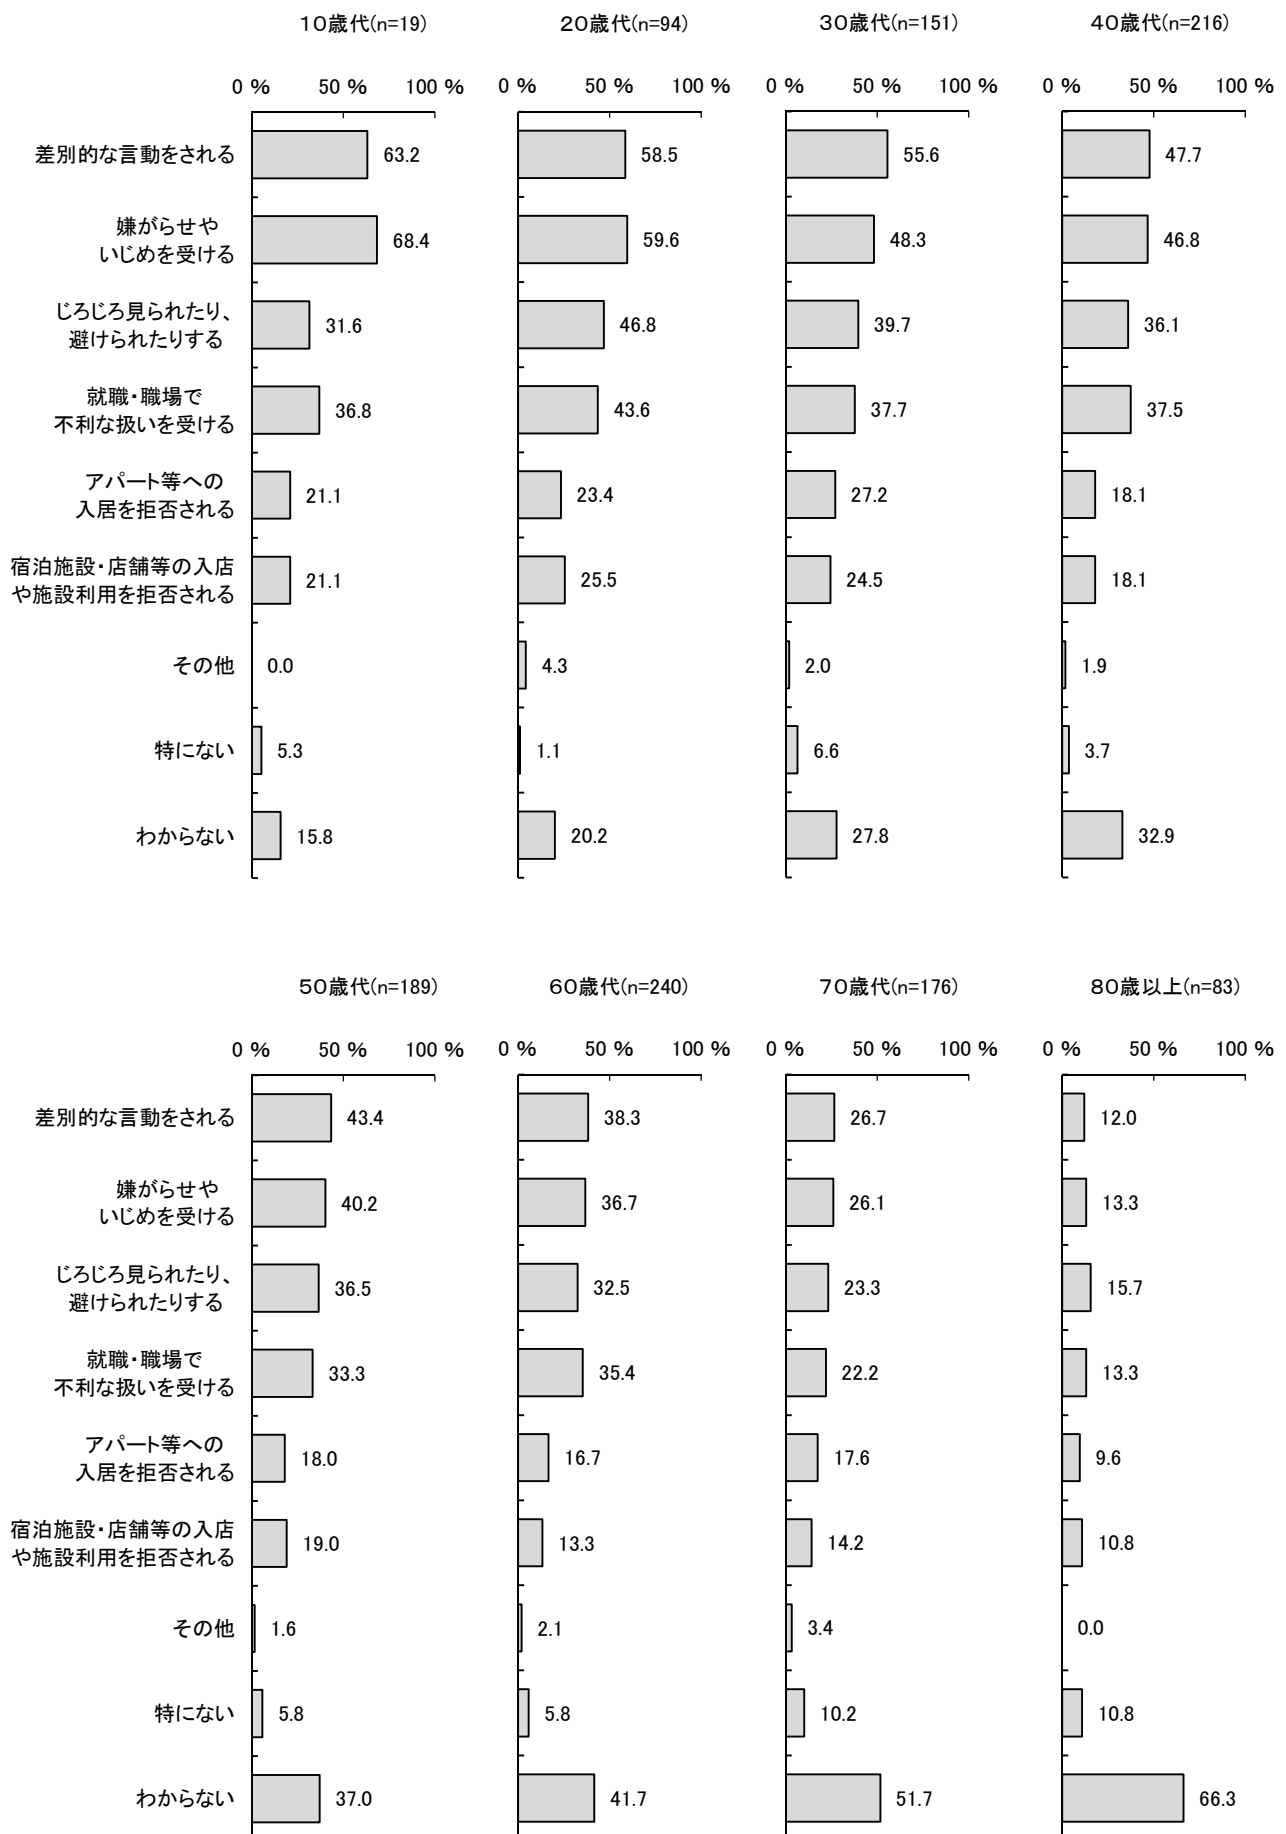 10歳代(n=19) 20歳代(n=94) 30歳代(n=151) 40歳代(n=216)
0 % 50 % 100 % 0 % 50 % 100 % 0 % 50 % 100 % 0 % 50 % 100 %
差別的な言動をされる 63.2 58.5 55.6 47.7
嫌がらせや
いじめを受ける 68.4 59.6 48.3 46.8
じろじろ見られたり、
避けられたりする 31.6 46.8 39.7 36.1
就職・職場で
不利な扱いを受ける 36.8 43.6 37.7 37.5
アパート等への
入居を拒否される 21.1 23.4 27.2 18.1
宿泊施設・店舗等の入店
や施設利用を拒否される 21.1 25.5 24.5 18.1
その他 0.0 4.3 2.0 1.9
特にない 5.3 1.1 6.6 3.7
わからない 15.8 20.2 27.8 32.9
50歳代(n=189) 60歳代(n=240) 70歳代(n=176) 80歳以上(n=83)
0 % 50 % 100 % 0 % 50 % 100 % 0 % 50 % 100 % 0 % 50 % 100 %
差別的な言動をされる 43.4 38.3 26.7 12.0
嫌がらせや
いじめを受ける 40.2 36.7 26.1 13.3
じろじろ見られたり、
避けられたりする 36.5 32.5 23.3 15.7
就職・職場で
不利な扱いを受ける 33.3 35.4 22.2 13.3
アパート等への
入居を拒否される 18.0 16.7 17.6 9.6
宿泊施設・店舗等の入店
や施設利用を拒否される 19.0 13.3 14.2 10.8
その他 1.6 2.1 3.4 0.0
特にない 5.8 5.8 10.2 10.8
わからない 37.0 41.7 51.7 66.3